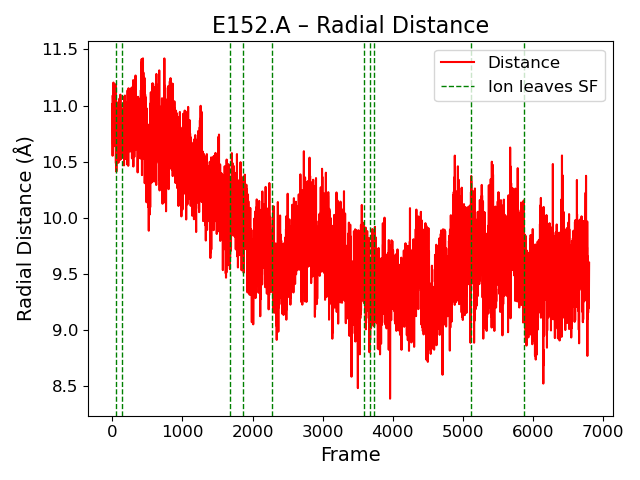 E152.A – Radial Distance
11.5
11.0
10.5
10.0
9.5
9.0
8.5
Radial Distance (Å)
Distance
Ion leaves SF
0 1000 2000 3000 4000 5000 6000 7000
Frame